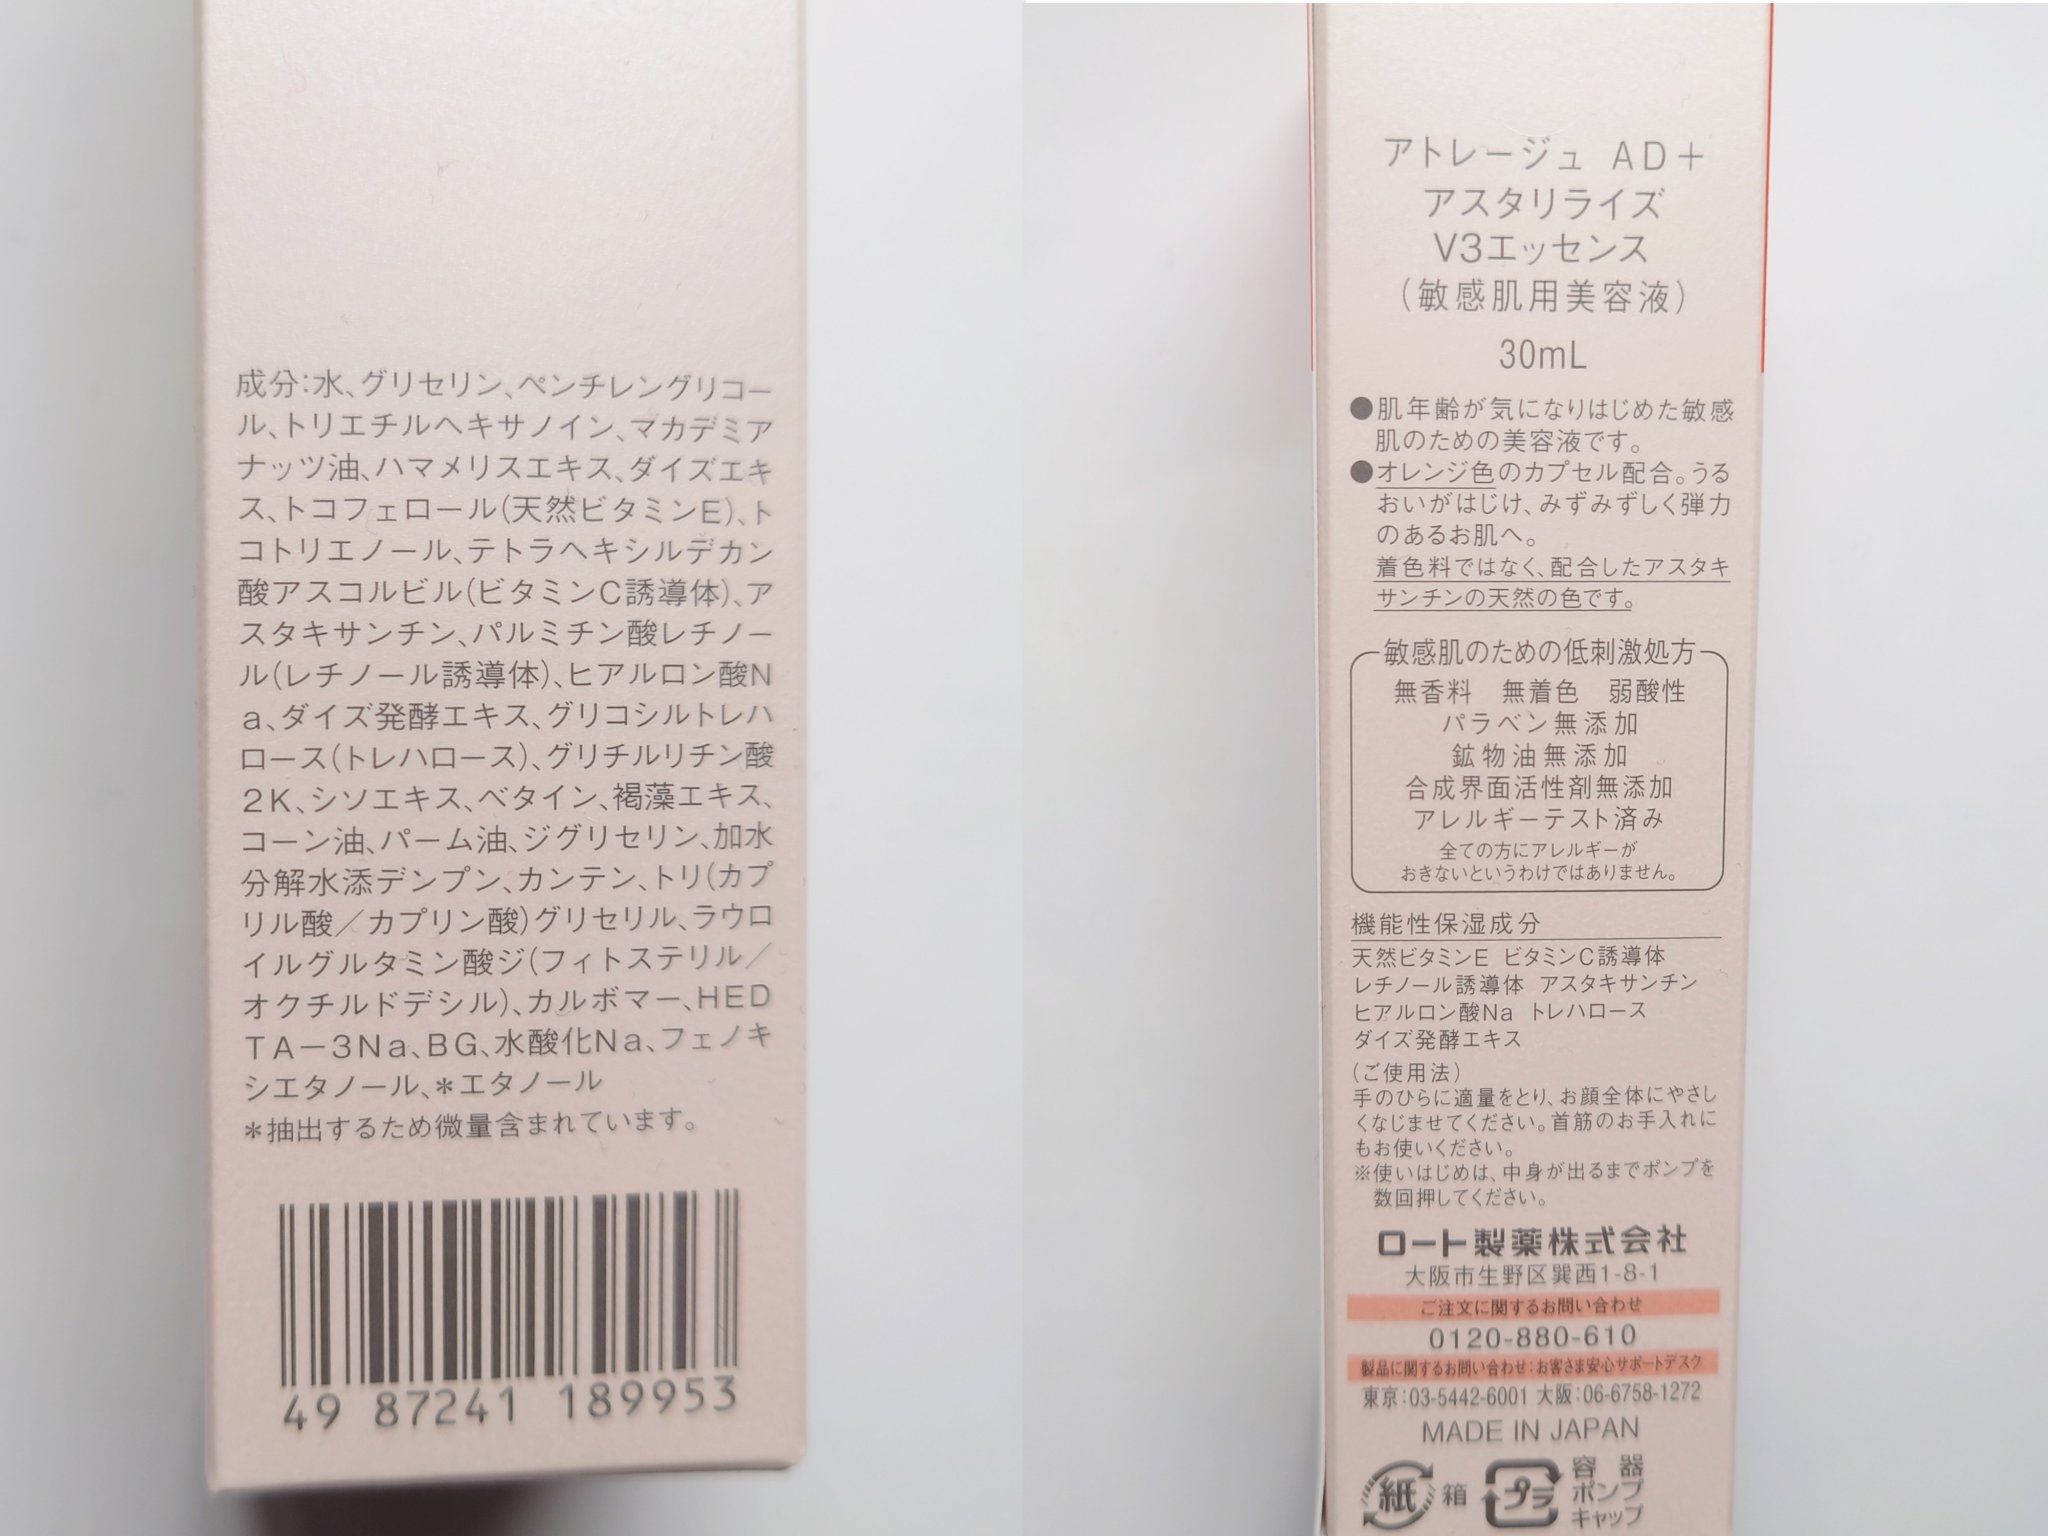 成分:水、グリセリン、ペンチレングリコー
ル、トリエチルヘキサノイン、マカデミア
ナッツ油、ハマメリスエキス、ダイズエキ
ス、トコフェロール(天然ビタミンE)、ト
コトリエノール、テトラヘキシルデカン
酸アスコルビル(ビタミンC誘導体)、ア
スタキサンチン、パルミチン酸レチノー
ル(レチノール誘導体)、ヒアルロン酸N
a、ダイズ発酵エキス、グリコシルトレハ
ロース(トレハロース)、グリチルリチン酸
2K、シソエキス、ベタイン、褐藻エキス、
コーン油、パーム油、ジグリセリン、加水
分解水添デンプン、カンテン、トリ(カプ
リル酸/カプリン酸)グリセリル、ラウロ
イルグルタミン酸ジ(フィトステリル/
オクチルドデシル)、カルボマー、HED
TA-3Na、BG、水酸化Na、フェノキ
シエタノール、*エタノール
*抽出するため微量含まれています。
49 87241 189953
アトレージュ AD+
アスタリライズ
V3エッセンス
(敏感肌用美容液)
30mL
●肌年齢が気になりはじめた敏感
肌のための美容液です。
●オレンジ色のカプセル配合。うる
おいがはじけ、みずみずしく弾力
のあるお肌へ。
着色料ではなく、配合したアスタキ
サンチンの天然の色です。
敏感肌のための低刺激処方
無香料 無着色 弱酸性
パラベン無添加
鉱物油無添加
合成界面活性剤無添加
アレルギーテスト済み
全ての方にアレルギーが
おきないというわけではありません。
機能性保湿成分
天然ビタミンE ビタミンC誘導体
レチノール誘導体 アスタキサンチン
ヒアルロン酸Na トレハロース
ダイズ発酵エキス
(ご使用法)
手のひらに適量をとり、お顔全体にやさし
くなじませてください。首筋のお手入れに
もお使いください。
※使いはじめは、中身が出るまでポンプを
数回押してください。
ロート製薬株式会社
大阪市生野区巽西1-8-1
ご注文に関するお問い合わせ
0120-880-610
製品に関するお問い合わせ:お客さま安心サポートデスク
東京:03-5442-6001 大阪:06-6758-1272
MADE IN JAPAN
紙 箱 プラ 容器
ポンプ
キャップ